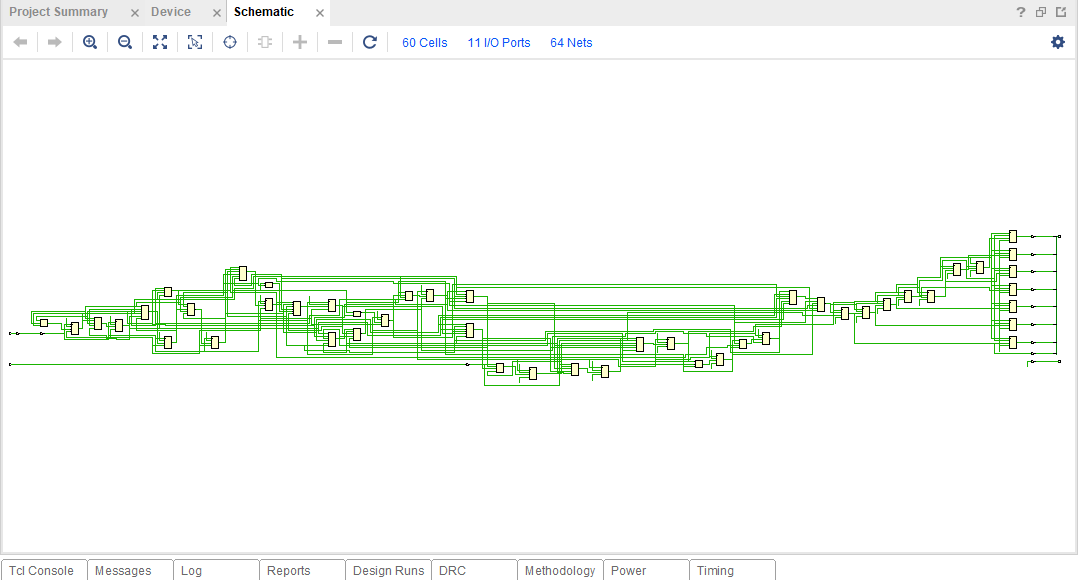 Project Summary
Device
Schematic
60 Cells
11 I/O Ports
64 Nets
Tcl Console
Messages
Log
Reports
Design Runs
DRC
Methodology
Power
Timing